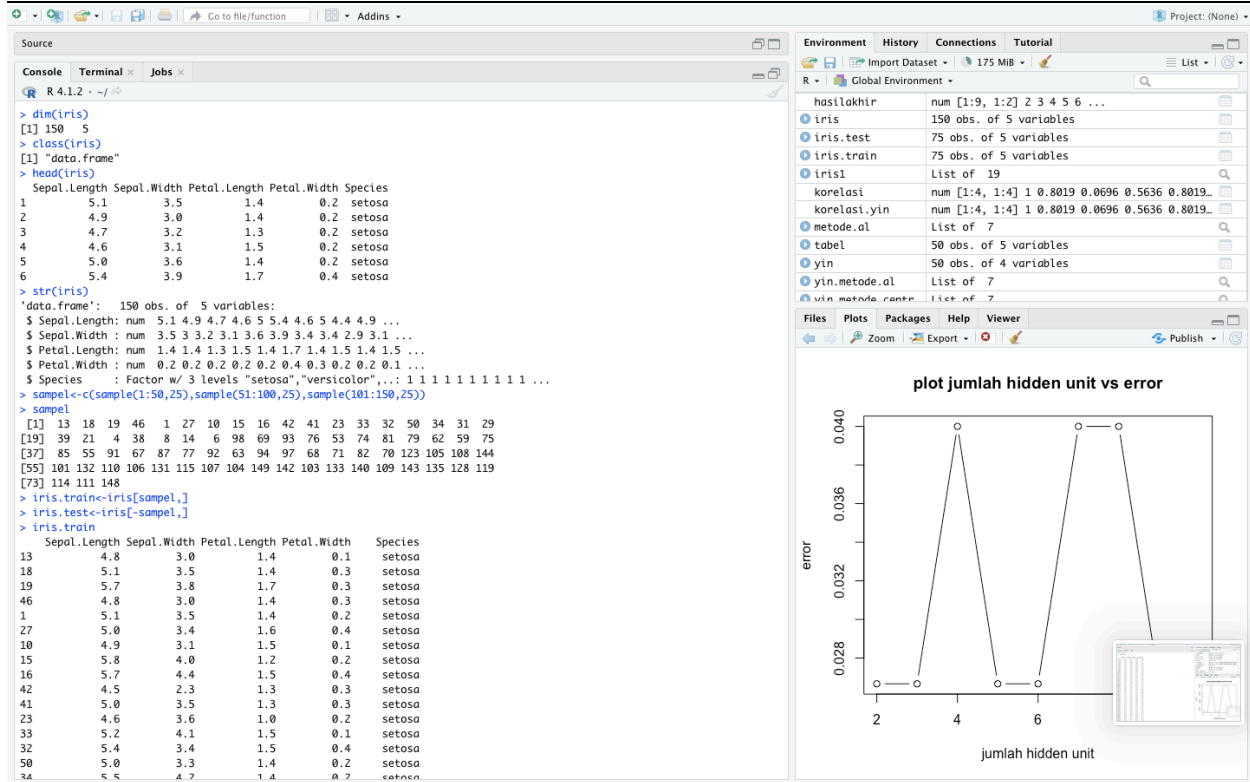 Go to file/function Addins Project: (None)
Source
Console Terminal Jobs
R 4.1.2 · ~/
> dim(iris)
[1] 150 5
> class(iris)
[1] "data.frame"
> head(iris)
Sepal.Length Sepal.Width Petal.Length Petal.Width Species
1 5.1 3.5 1.4 0.2 setosa
2 4.9 3.0 1.4 0.2 setosa
3 4.7 3.2 1.3 0.2 setosa
4 4.6 3.1 1.5 0.2 setosa
5 5.0 3.6 1.4 0.2 setosa
6 5.4 3.9 1.7 0.4 setosa
> str(iris)
'data.frame': 150 obs. of 5 variables:
$ Sepal.Length: num 5.1 4.9 4.7 4.6 5 5.4 4.6 5 4.4 4.9 ...
$ Sepal.Width : num 3.5 3 3.2 3.1 3.6 3.9 3.4 3.4 2.9 3.1 ...
$ Petal.Length: num 1.4 1.4 1.3 1.5 1.4 1.7 1.4 1.5 1.4 1.5 ...
$ Petal.Width : num 0.2 0.2 0.2 0.2 0.2 0.4 0.3 0.2 0.2 0.1 ...
$ Species : Factor w/ 3 levels "setosa","versicolor",..: 1 1 1 1 1 1 1 1 1 1 ...
> sampel<-c(sample(1:50,25),sample(51:100,25),sample(101:150,25))
> sampel
[1] 13 18 19 46 1 27 10 15 16 42 41 23 33 32 50 34 31 29
[19] 39 21 4 38 8 14 6 98 69 93 76 53 74 81 79 62 59 75
[37] 85 55 91 67 87 77 92 63 94 97 68 71 82 70 123 105 108 144
[55] 101 132 110 106 131 115 107 104 149 142 103 133 140 109 143 135 128 119
[73] 114 111 148
> iris.train<-iris[sampel,]
> iris.test<-iris[-sampel,]
> iris.train
Sepal.Length Sepal.Width Petal.Length Petal.Width Species
13 4.8 3.0 1.4 0.1 setosa
18 5.1 3.5 1.4 0.3 setosa
19 5.7 3.8 1.7 0.3 setosa
46 4.8 3.0 1.4 0.3 setosa
1 5.1 3.5 1.4 0.2 setosa
27 5.0 3.4 1.6 0.4 setosa
10 4.9 3.1 1.5 0.1 setosa
15 5.8 4.0 1.2 0.2 setosa
16 5.7 4.4 1.5 0.4 setosa
42 4.5 2.3 1.3 0.3 setosa
41 5.0 3.5 1.3 0.3 setosa
23 4.6 3.6 1.0 0.2 setosa
33 5.2 4.1 1.5 0.1 setosa
32 5.4 3.4 1.5 0.4 setosa
50 5.0 3.3 1.4 0.2 setosa
34 5.5 4.2 1.4 0.2 setosa
Environment History Connections Tutorial
Import Dataset 175 MiB List
R Global Environment
hasilakhir num [1:9, 1:2] 2 3 4 5 6 ...
iris 150 obs. of 5 variables
iris.test 75 obs. of 5 variables
iris.train 75 obs. of 5 variables
iris1 List of 19
korelasi num [1:4, 1:4] 1 0.8019 0.0696 0.5636 0.8019…
korelasi.yin num [1:4, 1:4] 1 0.8019 0.0696 0.5636 0.8019…
metode.al List of 7
tabel 50 obs. of 5 variables
yin 50 obs. of 4 variables
yin.metode.al List of 7
yin.metode.centr List of 7
Files Plots Packages Help Viewer
Zoom Export Publish
plot jumlah hidden unit vs error
0.040
0.036
0.032
0.028
error
2 4 6
jumlah hidden unit